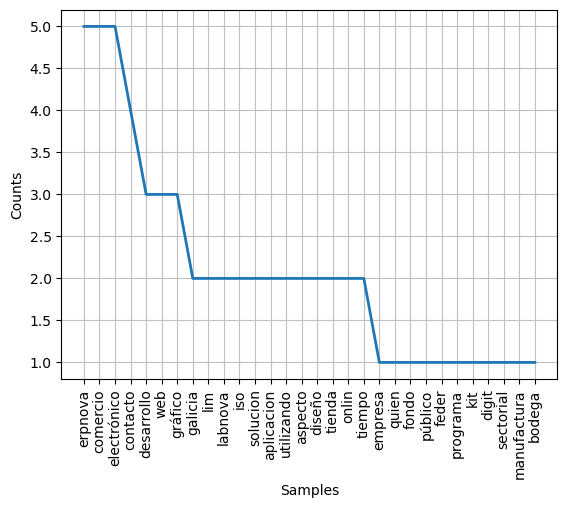 5.0
4.5
4.0
3.5
3.0
2.5
2.0
1.5
1.0
Counts
erpnova
comercio
electrónico
contacto
desarrollo
web
gráfico
galicia
lim
labnova
iso
solucion
aplicacion
utilizando
aspecto
diseño
tienda
onlin
tiempo
empresa
quien
fondo
público
feder
programa
kit
digit
sectorial
manufactura
bodega
Samples